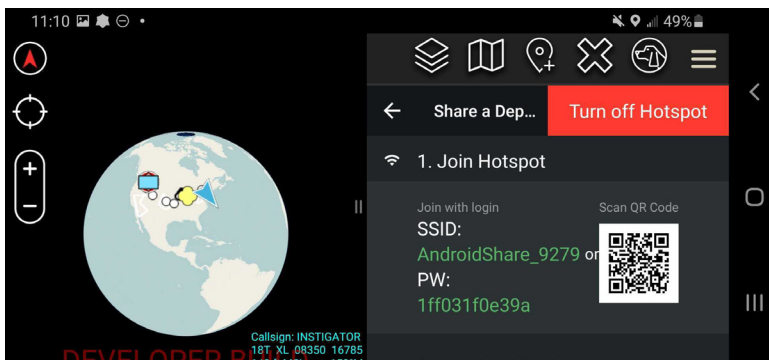 11:10
49%
Share a Dep...
Turn off Hotspot
1. Join Hotspot
Join with login
Scan QR Code
SSID:
AndroidShare_9279 or
PW:
1ff031f0e39a
Callsign: INSTIGATOR
18T XL 08350 16785
DEVELOPER